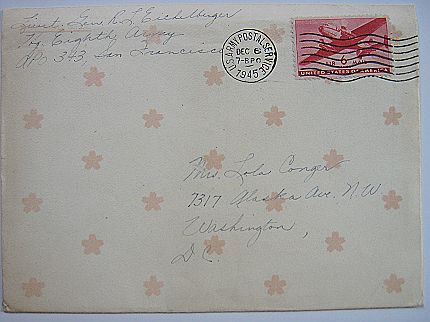 Lieut. Gen. R L Eichelberger
Hq. Eighth Army
APO 343, San Francisco
U.S. ARMY POSTAL SERVICE
DEC 6
7-BPO
1945
6¢
AIR MAIL
UNITED STATES OF AMERICA
Mrs. Lola Conger
7317 Alaska Ave. N.W.
Washington,
D.C.